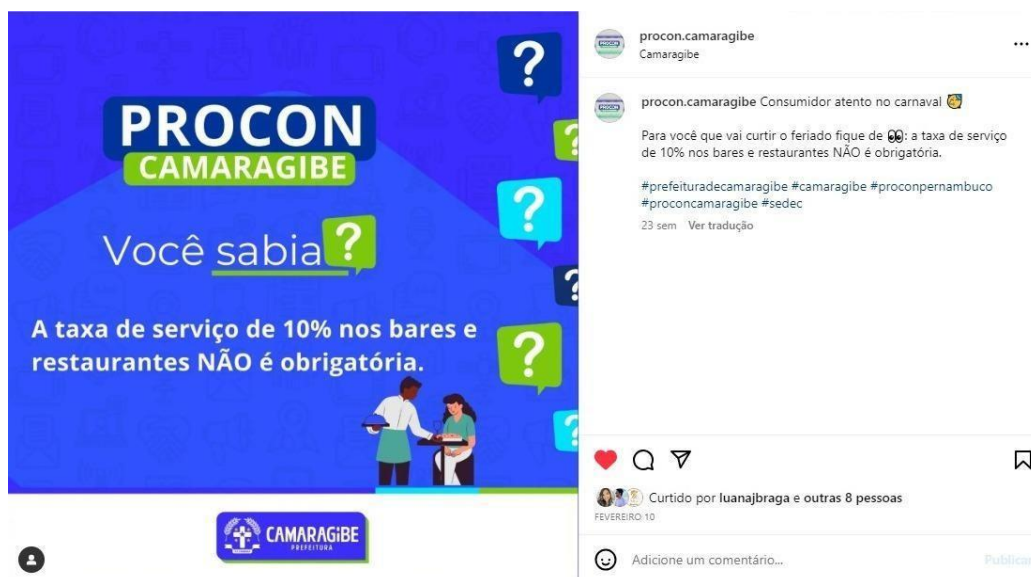 PROCON
CAMARAGIBE
Você sabia?
A taxa de serviço de 10% nos bares e
restaurantes NÃO é obrigatória.
CAMARAGIBE
PREFEITURA
procon.camaragibe
Camaragibe
procon.camaragibe Consumidor atento no carnaval
Para você que vai curtir o feriado fique de 👀: a taxa de serviço
de 10% nos bares e restaurantes NÃO é obrigatória.
#prefeituradecamaragibe #camaragibe #proconpernambuco
#proconcamaragibe #sedec
23 sem Ver tradução
Curtido por luanajbraga e outras 8 pessoas
FEVEREIRO 10
Adicione um comentário...
Publicar